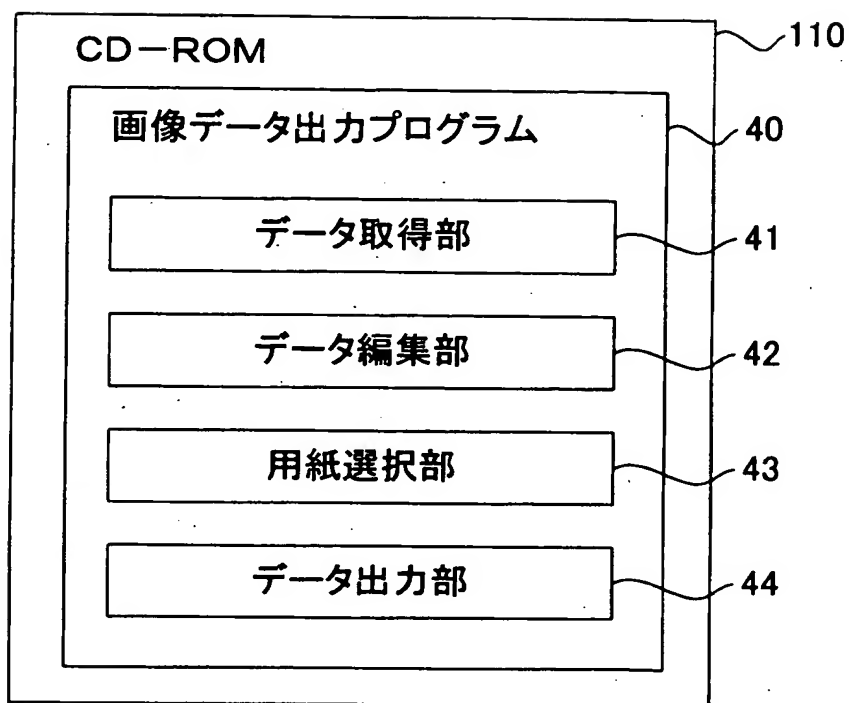 CD-ROM
110
画像データ出力プログラム
40
データ取得部
41
データ編集部
42
用紙選択部
43
データ出力部
44